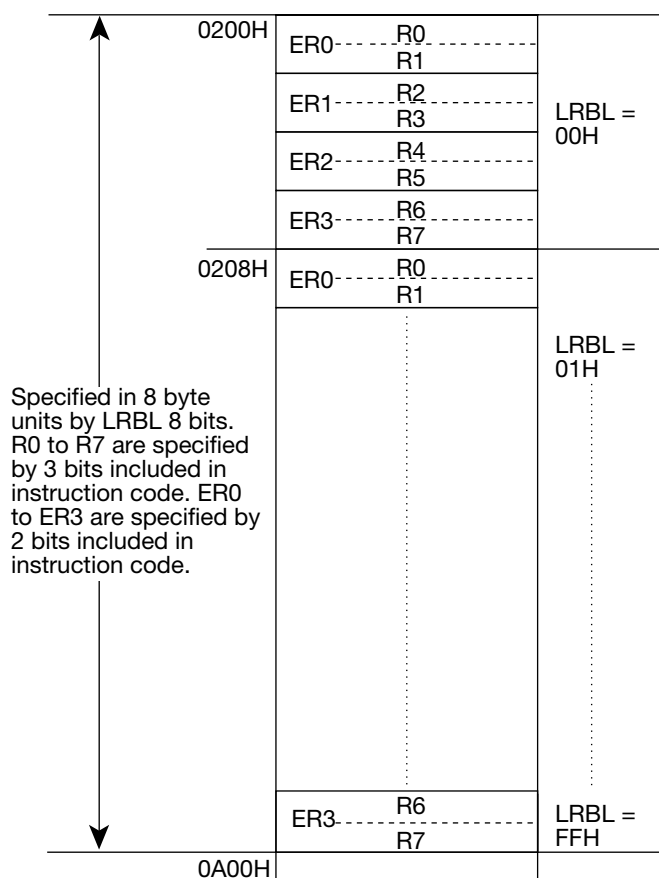 0200H
ER0
R0
R1
ER1
R2
R3
ER2
R4
R5
ER3
R6
R7
LRBL =
00H
0208H
ER0
R0
R1
LRBL =
01H
Specified in 8 byte
units by LRBL 8 bits.
R0 to R7 are specified
by 3 bits included in
instruction code. ER0
to ER3 are specified by
2 bits included in
instruction code.
ER3
R6
R7
LRBL =
FFH
0A00H